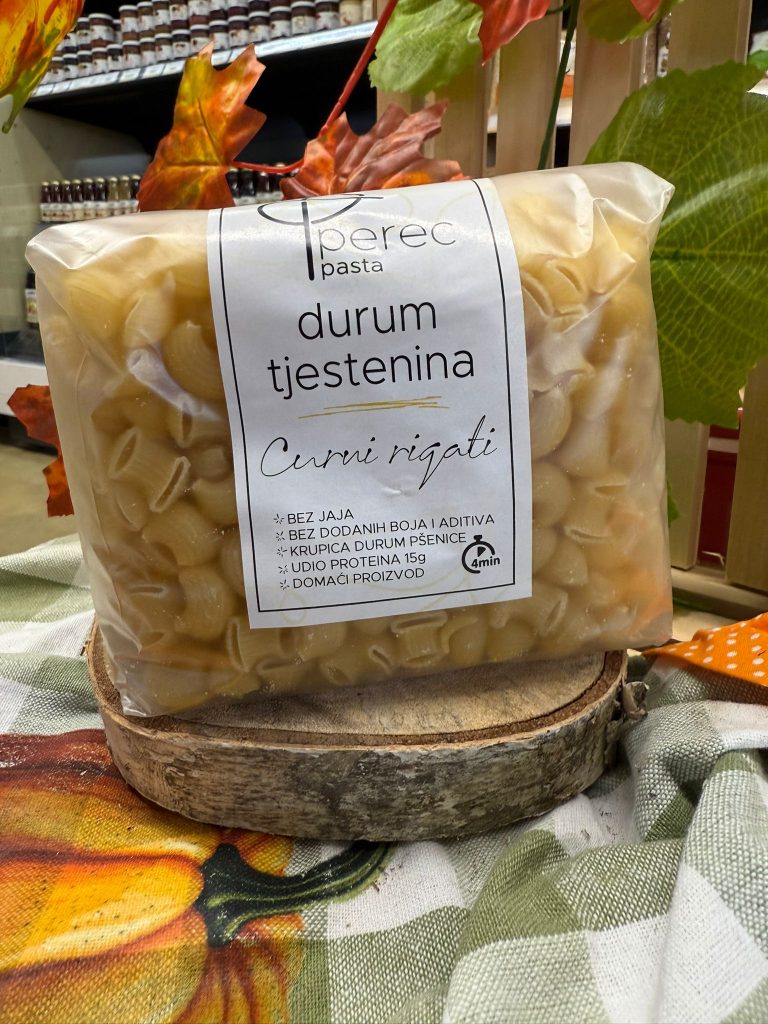 perec
pasta
durum
tjestenina
Curui rigati
BEZ JAJA
BEZ DODANIH BOJA I ADITIVA
KRUPICA DURUM PŠENICE
UDIO PROTEINA 15g
DOMAĆI PROIZVOD
4min